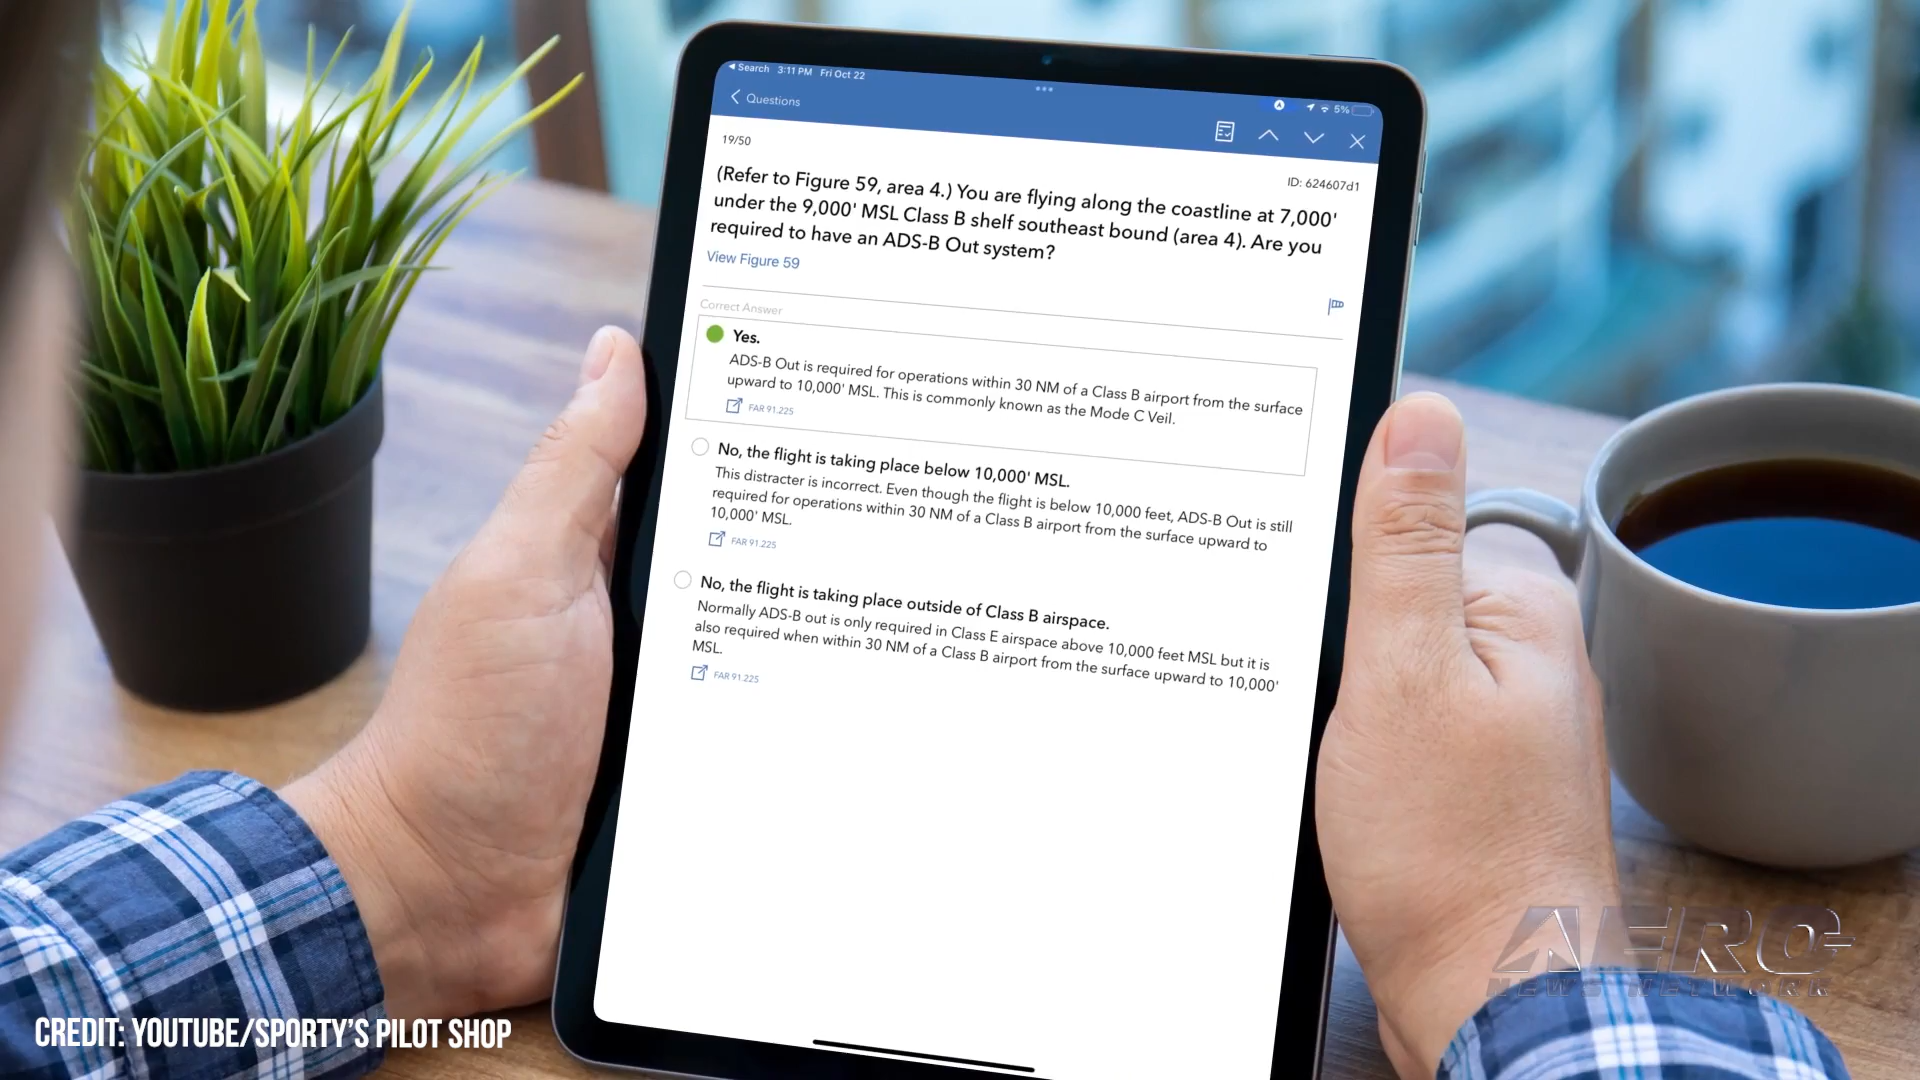 Search 3:11 PM Fri Oct 22
5%
Questions
19/50
ID: 624607d1
(Refer to Figure 59, area 4.) You are flying along the coastline at 7,000'
under the 9,000' MSL Class B shelf southeast bound (area 4). Are you
required to have an ADS-B Out system?
View Figure 59
Correct Answer
Yes.
ADS-B Out is required for operations within 30 NM of a Class B airport from the surface
upward to 10,000' MSL. This is commonly known as the Mode C Veil.
FAR 91.225
No, the flight is taking place below 10,000' MSL.
This distracter is incorrect. Even though the flight is below 10,000 feet, ADS-B Out is still
required for operations within 30 NM of a Class B airport from the surface upward to
10,000' MSL.
FAR 91.225
No, the flight is taking place outside of Class B airspace.
Normally ADS-B out is only required in Class E airspace above 10,000 feet MSL but it is
also required when within 30 NM of a Class B airport from the surface upward to 10,000'
MSL.
FAR 91.225
AERO
NEWS NETWORK
CREDIT: YOUTUBE/SPORTY'S PILOT SHOP